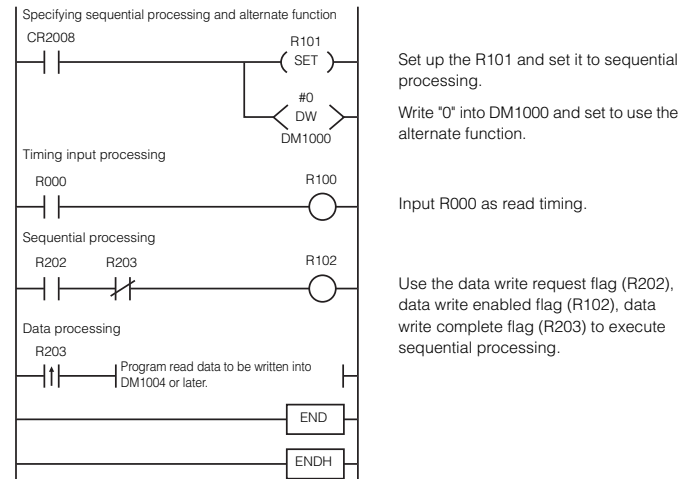 Specifying sequential processing and alternate function
CR2008
R101
SET
#0
DW
DM1000
Set up the R101 and set it to sequential
processing.
Write "0" into DM1000 and set to use the
alternate function.
Timing input processing
R000
R100
Input R000 as read timing.
Sequential processing
R202
R203
R102
Use the data write request flag (R202),
data write enabled flag (R102), data
write complete flag (R203) to execute
sequential processing.
Data processing
R203
Program read data to be written into
DM1004 or later.
END
ENDH